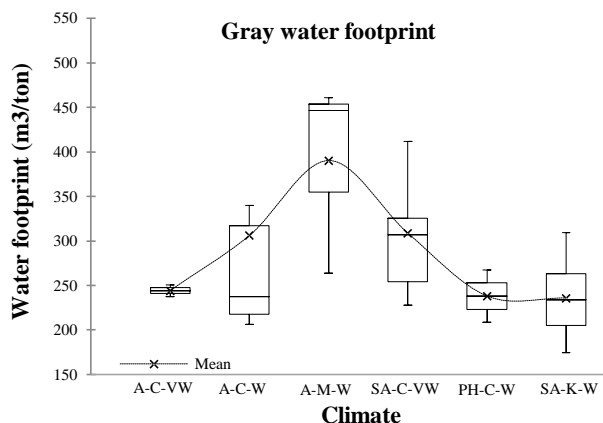 Gray water footprint
Water footprint (m3/ton)
550
500
450
400
350
300
250
200
150
Mean
A-C-VW A-C-W A-M-W SA-C-VW PH-C-W SA-K-W
Climate